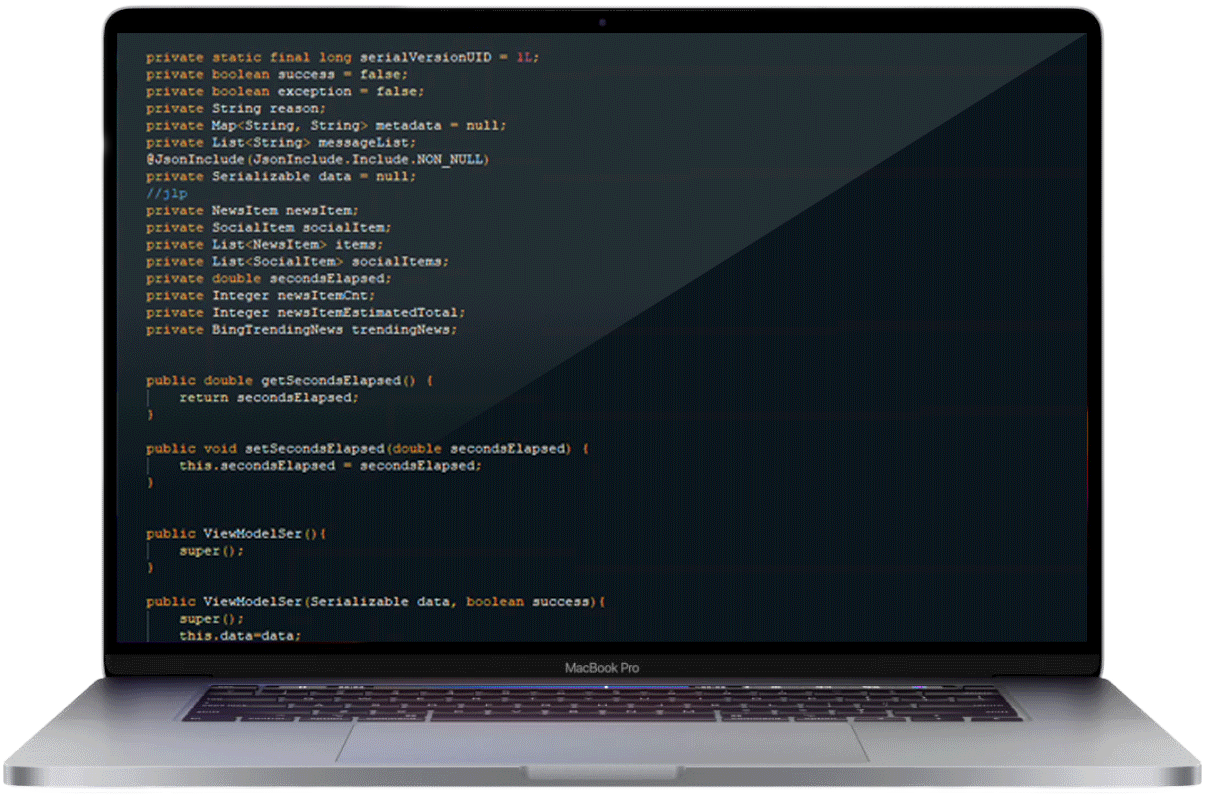 private static final long serialVersionUID = 1L;
private boolean success = false;
private boolean exception = false;
private String reason;
private Map<String, String> metadata = null;
private List<String> messageList;
@JsonInclude(JsonInclude.Include.NON_NULL)
private Serializable data = null;
//jlp
private NewsItem newsItem;
private SocialItem socialItem;
private List<NewsItem> items;
private List<SocialItem> socialItems;
private double secondsElapsed;
private Integer newsItemCnt;
private Integer newsItemEstimatedTotal;
private BingTrendingNews trendingNews;
public double getSecondsElapsed() {
return secondsElapsed;
}
public void setSecondsElapsed(double secondsElapsed) {
this.secondsElapsed = secondsElapsed;
}
public ViewModelSer(){
super();
}
public ViewModelSer(Serializable data, boolean success){
super();
this.data=data;
MacBook Pro